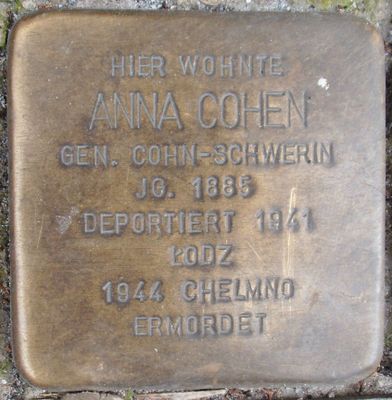 HIER WOHNTE
ANNA COHEN
GEN. COHN-SCHWERIN
JG. 1885
DEPORTIERT 1941
ŁODZ
1944 CHELMNO
ERMORDET